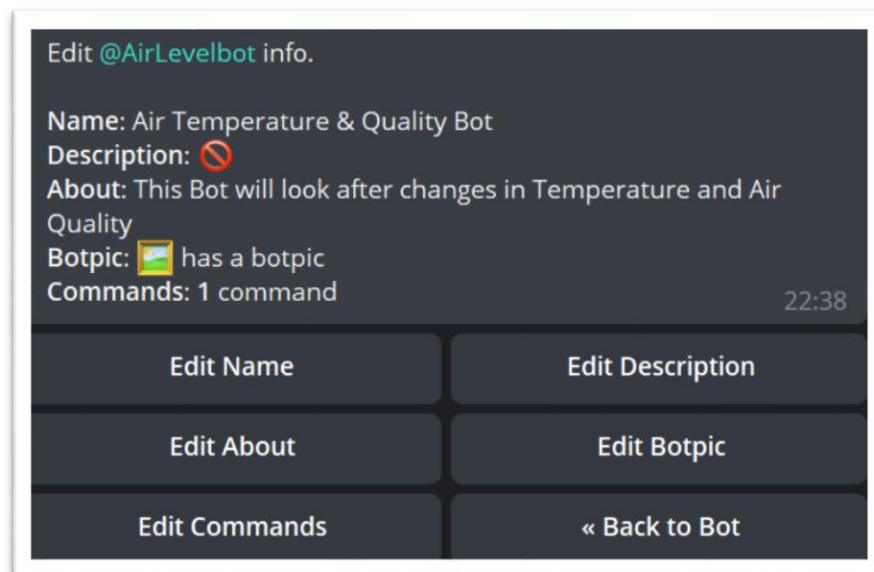 Edit @AirLevelbot info.
Name: Air Temperature & Quality Bot
Description: 🚫
About: This Bot will look after changes in Temperature and Air
Quality
Botpic: 🖼 has a botpic
Commands: 1 command
22:38
Edit Name
Edit Description
Edit About
Edit Botpic
Edit Commands
« Back to Bot